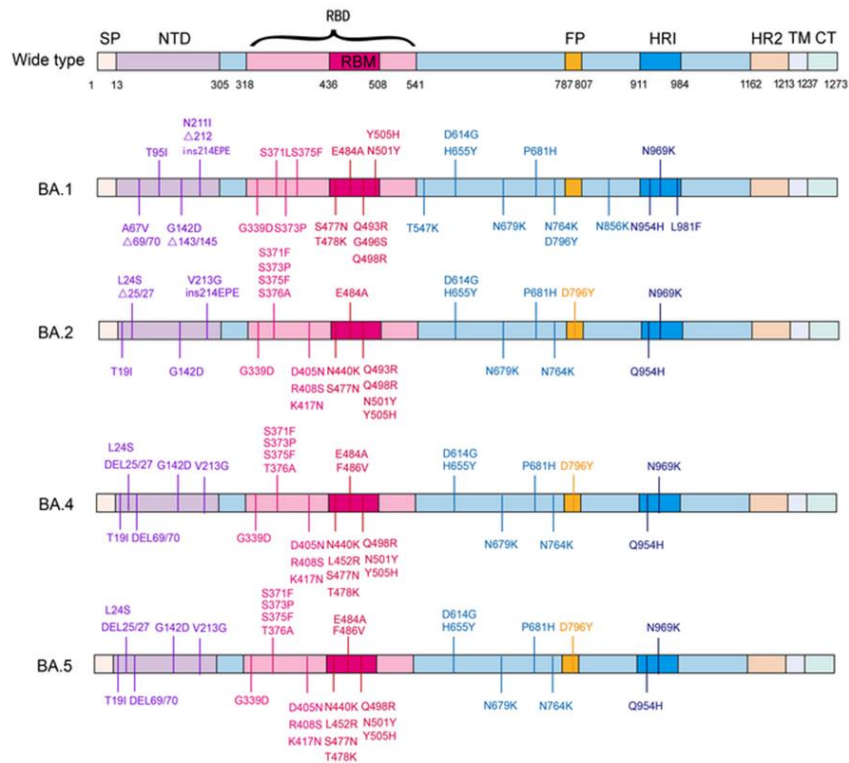 RBD
SP NTD FP HRI HR2 TM CT
Wide type RBM
1 13 305 318 436 508 541 787 807 911 984 1162 1213 1237 1273
N211I
△212
ins214EPE
T95I
S371L S375F
E484A
Y505H
N501Y
D614G
H655Y
P681H
N969K
BA.1
A67V
△69/70
G142D
△143/145
G339D S373P
S477N
T478K
Q493R
G496S
Q498R
T547K
N679K
N764K
D796Y
N856K
N954H
L981F
L24S
△25/27
V213G
ins214EPE
S371F
S373P
S375F
S376A
E484A
D614G
H655Y
P681H
D796Y
N969K
BA.2
T19I
G142D
G339D
D405N
R408S
K417N
N440K
S477N
Q493R
Q498R
N501Y
Y505H
N679K
N764K
Q954H
L24S
DEL25/27
G142D
V213G
S371F
S373P
S375F
T376A
E484A
F486V
D614G
H655Y
P681H
D796Y
N969K
BA.4
T19I
DEL69/70
G339D
D405N
R408S
K417N
N440K
L452R
S477N
T478K
Q498R
N501Y
Y505H
N679K
N764K
Q954H
L24S
DEL25/27
G142D
V213G
S371F
S373P
S375F
T376A
E484A
F486V
D614G
H655Y
P681H
D796Y
N969K
BA.5
T19I
DEL69/70
G339D
D405N
R408S
K417N
N440K
L452R
S477N
T478K
Q498R
N501Y
Y505H
N679K
N764K
Q954H